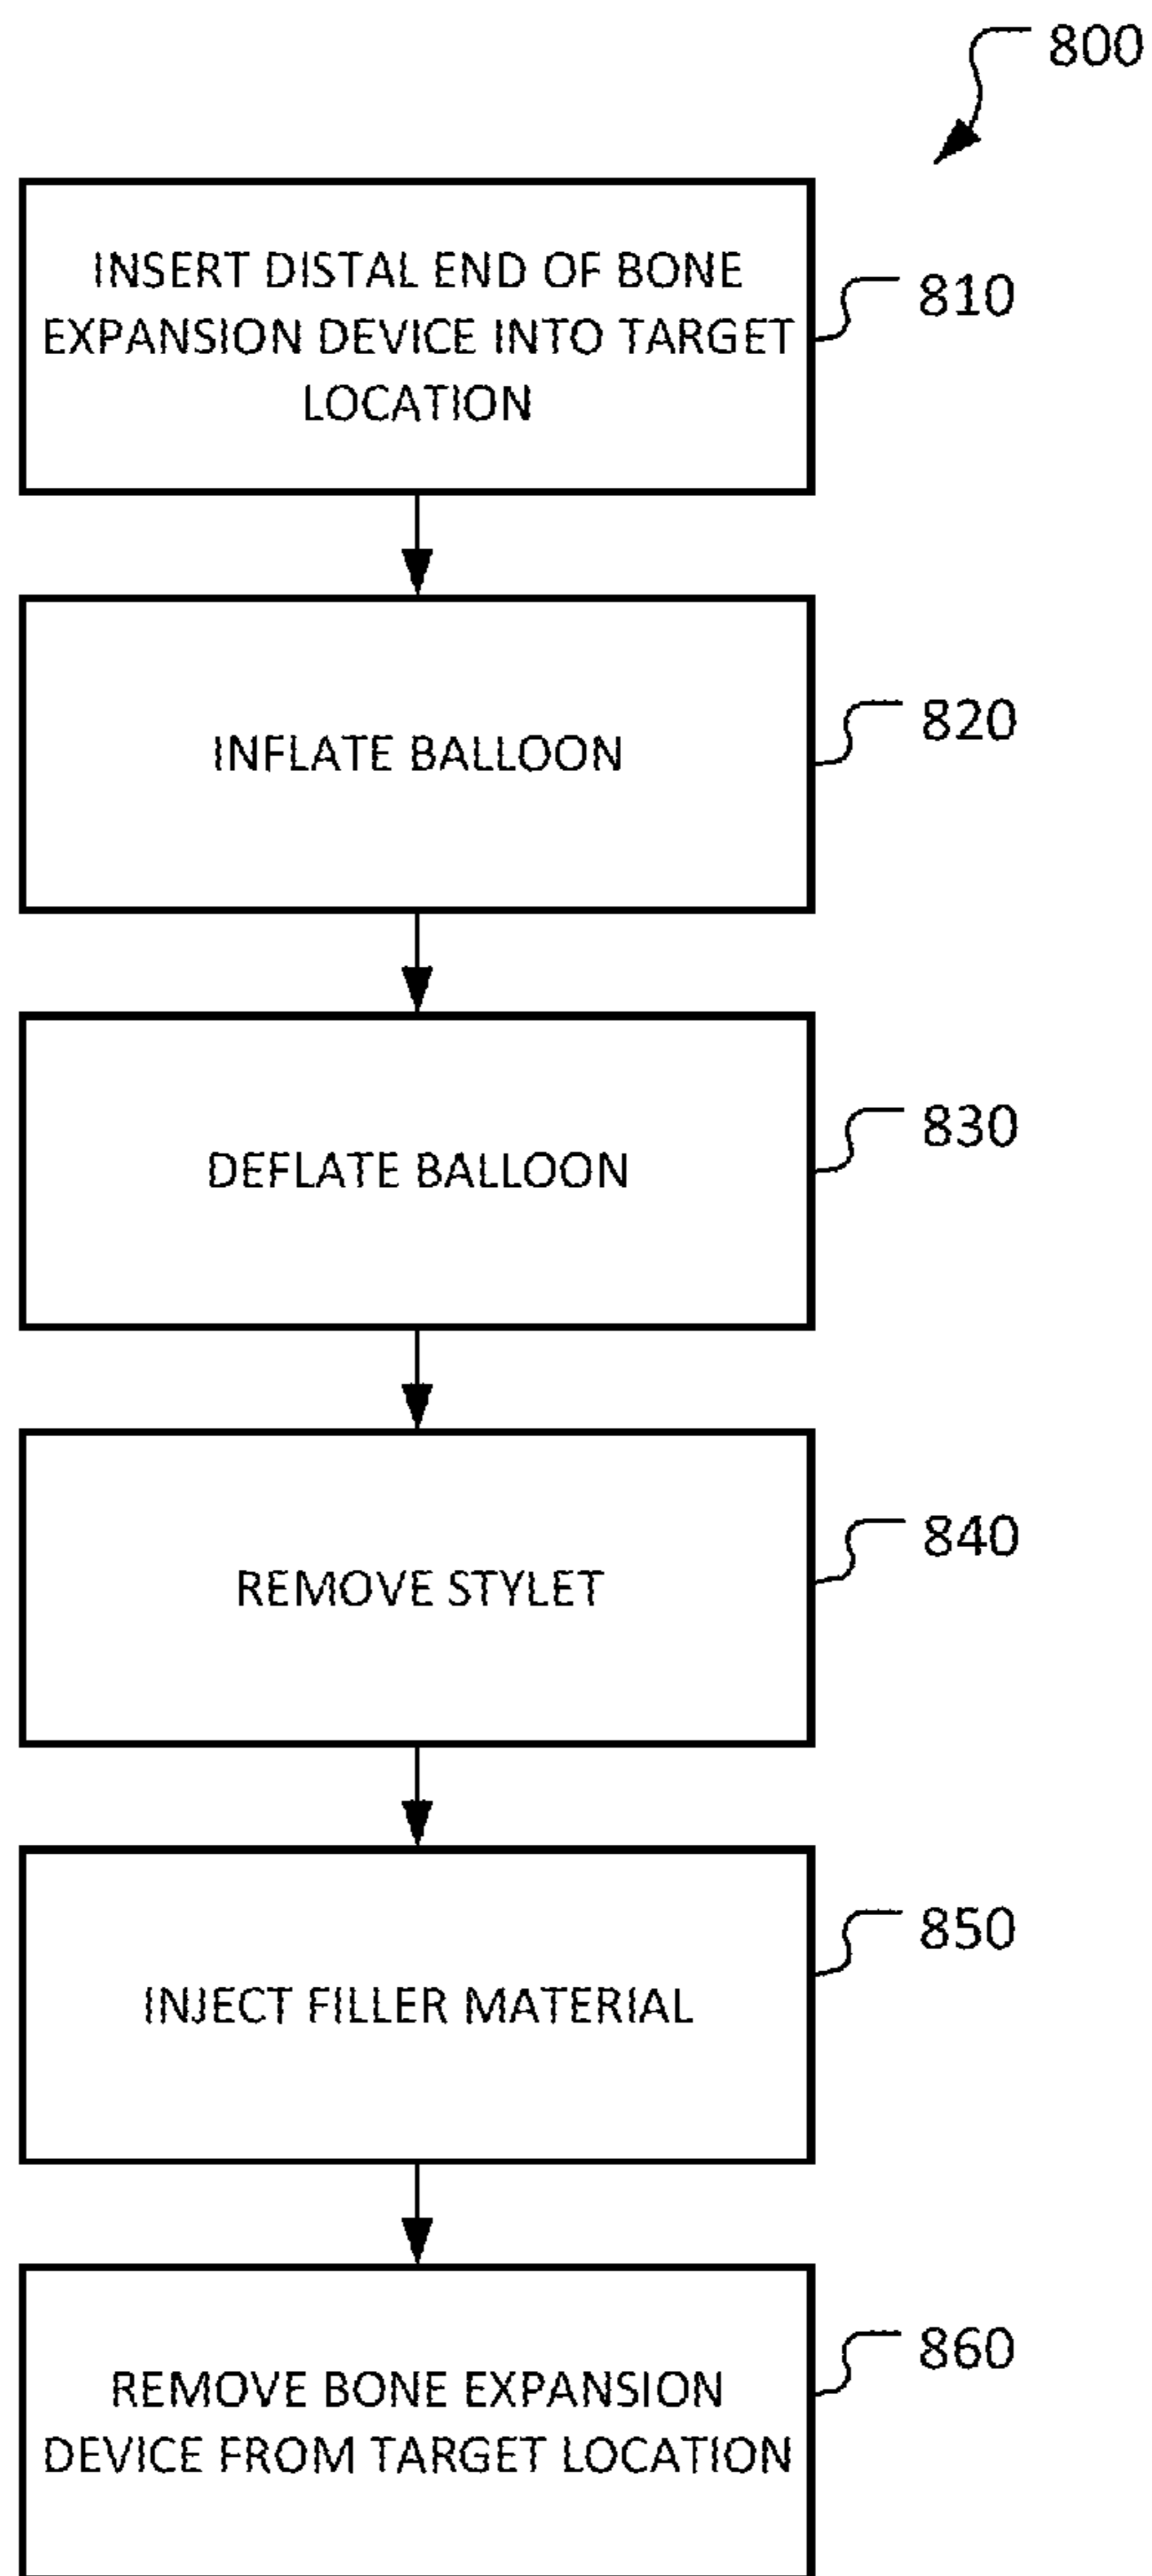 800
INSERT DISTAL END OF BONE
EXPANSION DEVICE INTO TARGET
LOCATION
810
INFLATE BALLOON
820
DEFLATE BALLOON
830
REMOVE STYLET
840
INJECT FILLER MATERIAL
850
REMOVE BONE EXPANSION
DEVICE FROM TARGET LOCATION
860